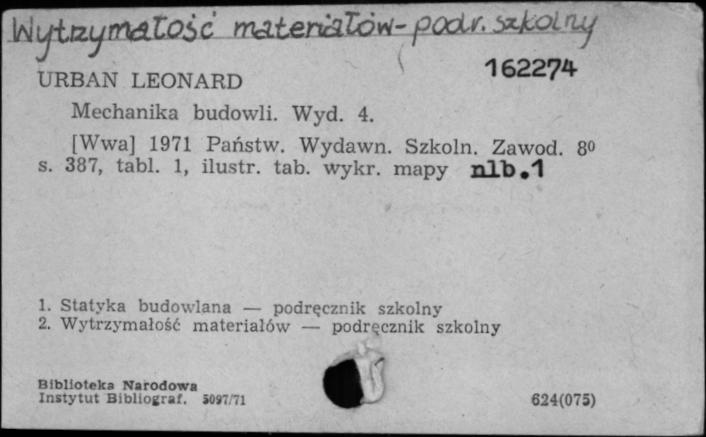 Wytrzymałość materiałów - podr. szkolny
162274
URBAN LEONARD
Mechanika budowli. Wyd. 4.
[Wwa] 1971 Państw. Wydawn. Szkoln. Zawod. 8⁰
s. 387, tabl. 1, ilustr. tab. wykr. mapy nlb.1
1. Statyka budowlana — podręcznik szkolny
2. Wytrzymałość materiałów — podręcznik szkolny
Biblioteka Narodowa
Instytut Bibliograf. 5097/71
624(075)